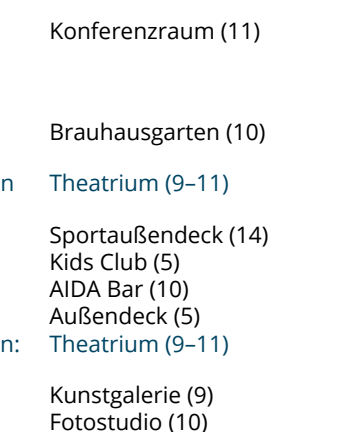 Konferenzraum (11)
Brauhausgarten (10)
n Theatrium (9–11)
Sportaußendeck (14)
Kids Club (5)
AIDA Bar (10)
Außendeck (5)
n: Theatrium (9–11)
Kunstgalerie (9)
Fotostudio (10)